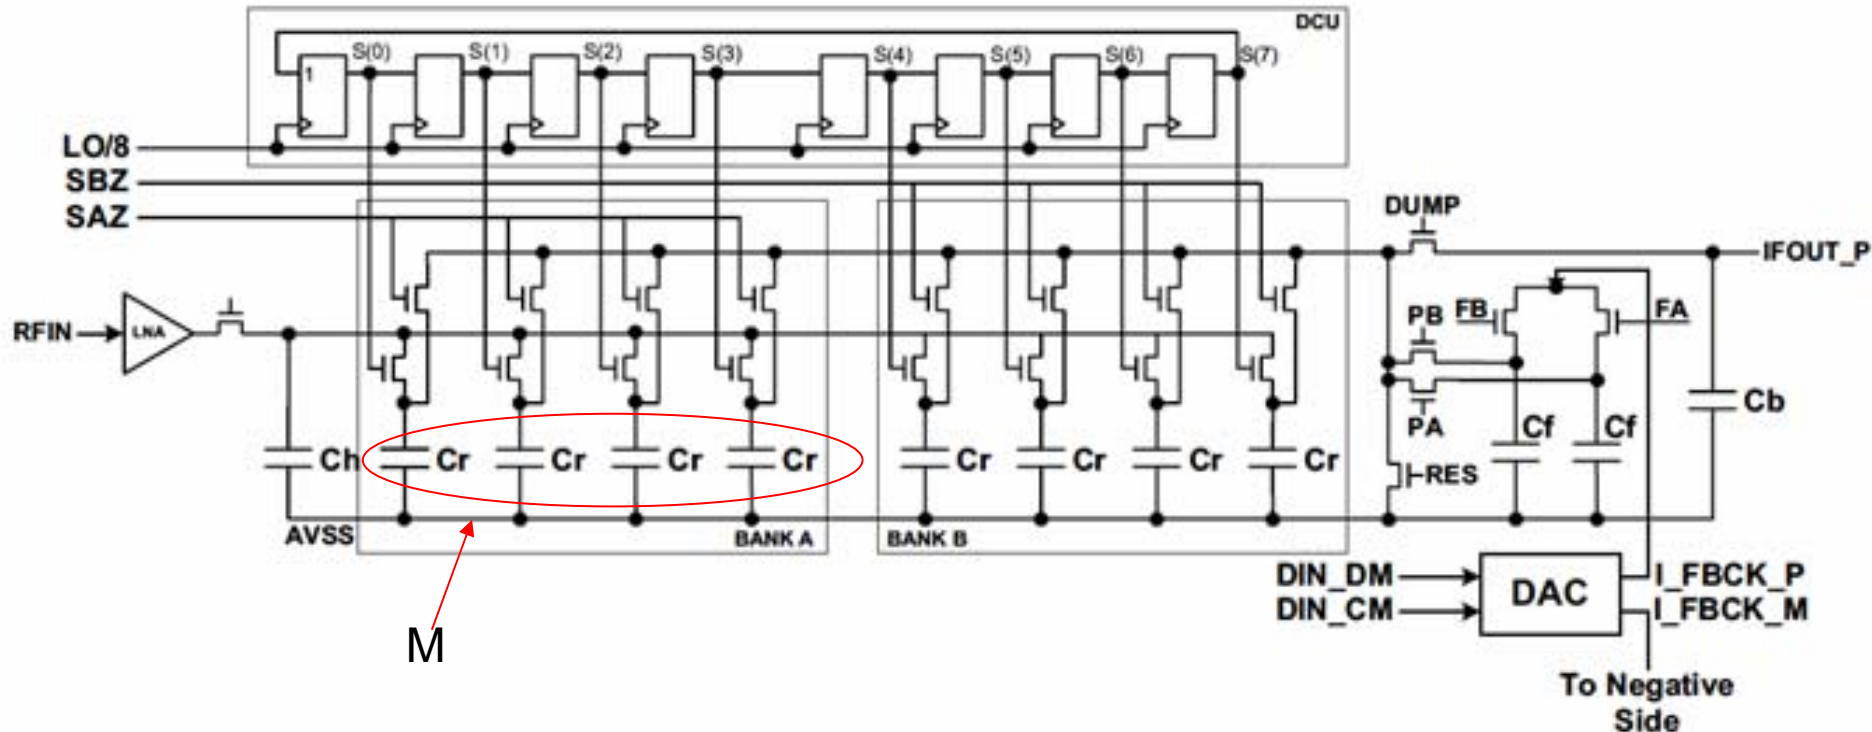 DCU
S(0) S(1) S(2) S(3) S(4) S(5) S(6) S(7)
1
LO/8
SBZ
SAZ
DUMP
IFOUT_P
RFIN
LNA
PB
FB
FA
PA
RES
Ch
Cr
Cr
Cr
Cr
Cr
Cr
Cr
Cr
Cf
Cf
Cb
AVSS
BANK A
BANK B
M
DIN_DM
DIN_CM
DAC
I_FBCK_P
I_FBCK_M
To Negative
Side